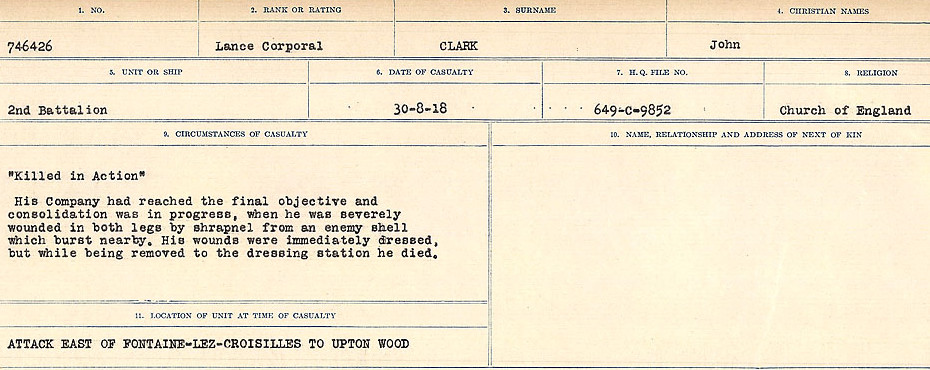 1. NO. 2. RANK OR RATING 3. SURNAME 4. CHRISTIAN NAMES
746426 Lance Corporal CLARK John
5. UNIT OR SHIP 6. DATE OF CASUALTY 7. H.Q. FILE NO. 8. RELIGION
2nd Battalion 30-8-18 649-C-9852 Church of England
9. CIRCUMSTANCES OF CASUALTY 10. NAME, RELATIONSHIP AND ADDRESS OF NEXT OF KIN
"Killed in Action"
His Company had reached the final objective and
consolidation was in progress, when he was severely
wounded in both legs by shrapnel from an enemy shell
which burst nearby. His wounds were immediately dressed,
but while being removed to the dressing station he died.
11. LOCATION OF UNIT AT TIME OF CASUALTY
ATTACK EAST OF FONTAINE-LEZ-CROISILLES TO UPTON WOOD